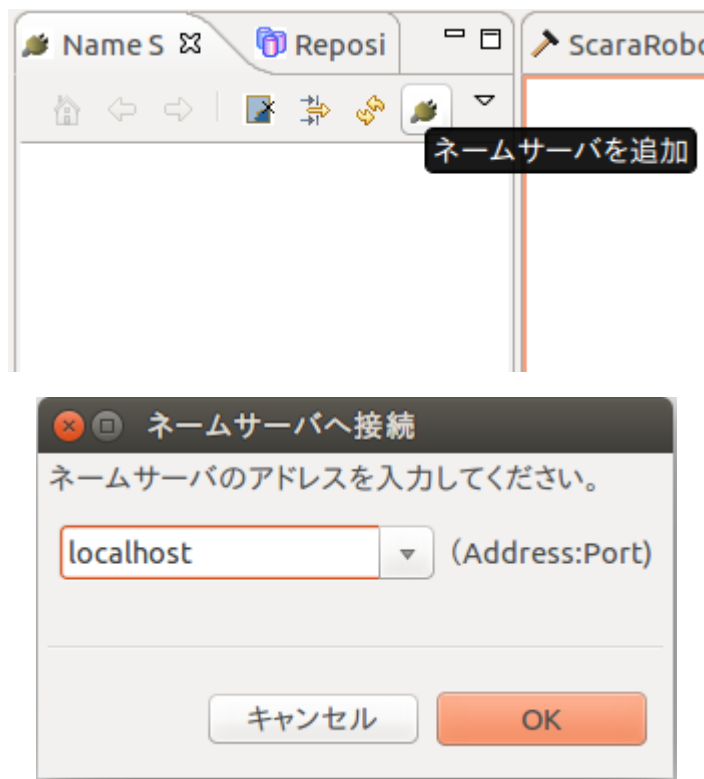 Name S
Reposi
ScaraRobo
ネームサーバを追加
ネームサーバへ接続
ネームサーバのアドレスを入力してください。
localhost
(Address:Port)
キャンセル
OK